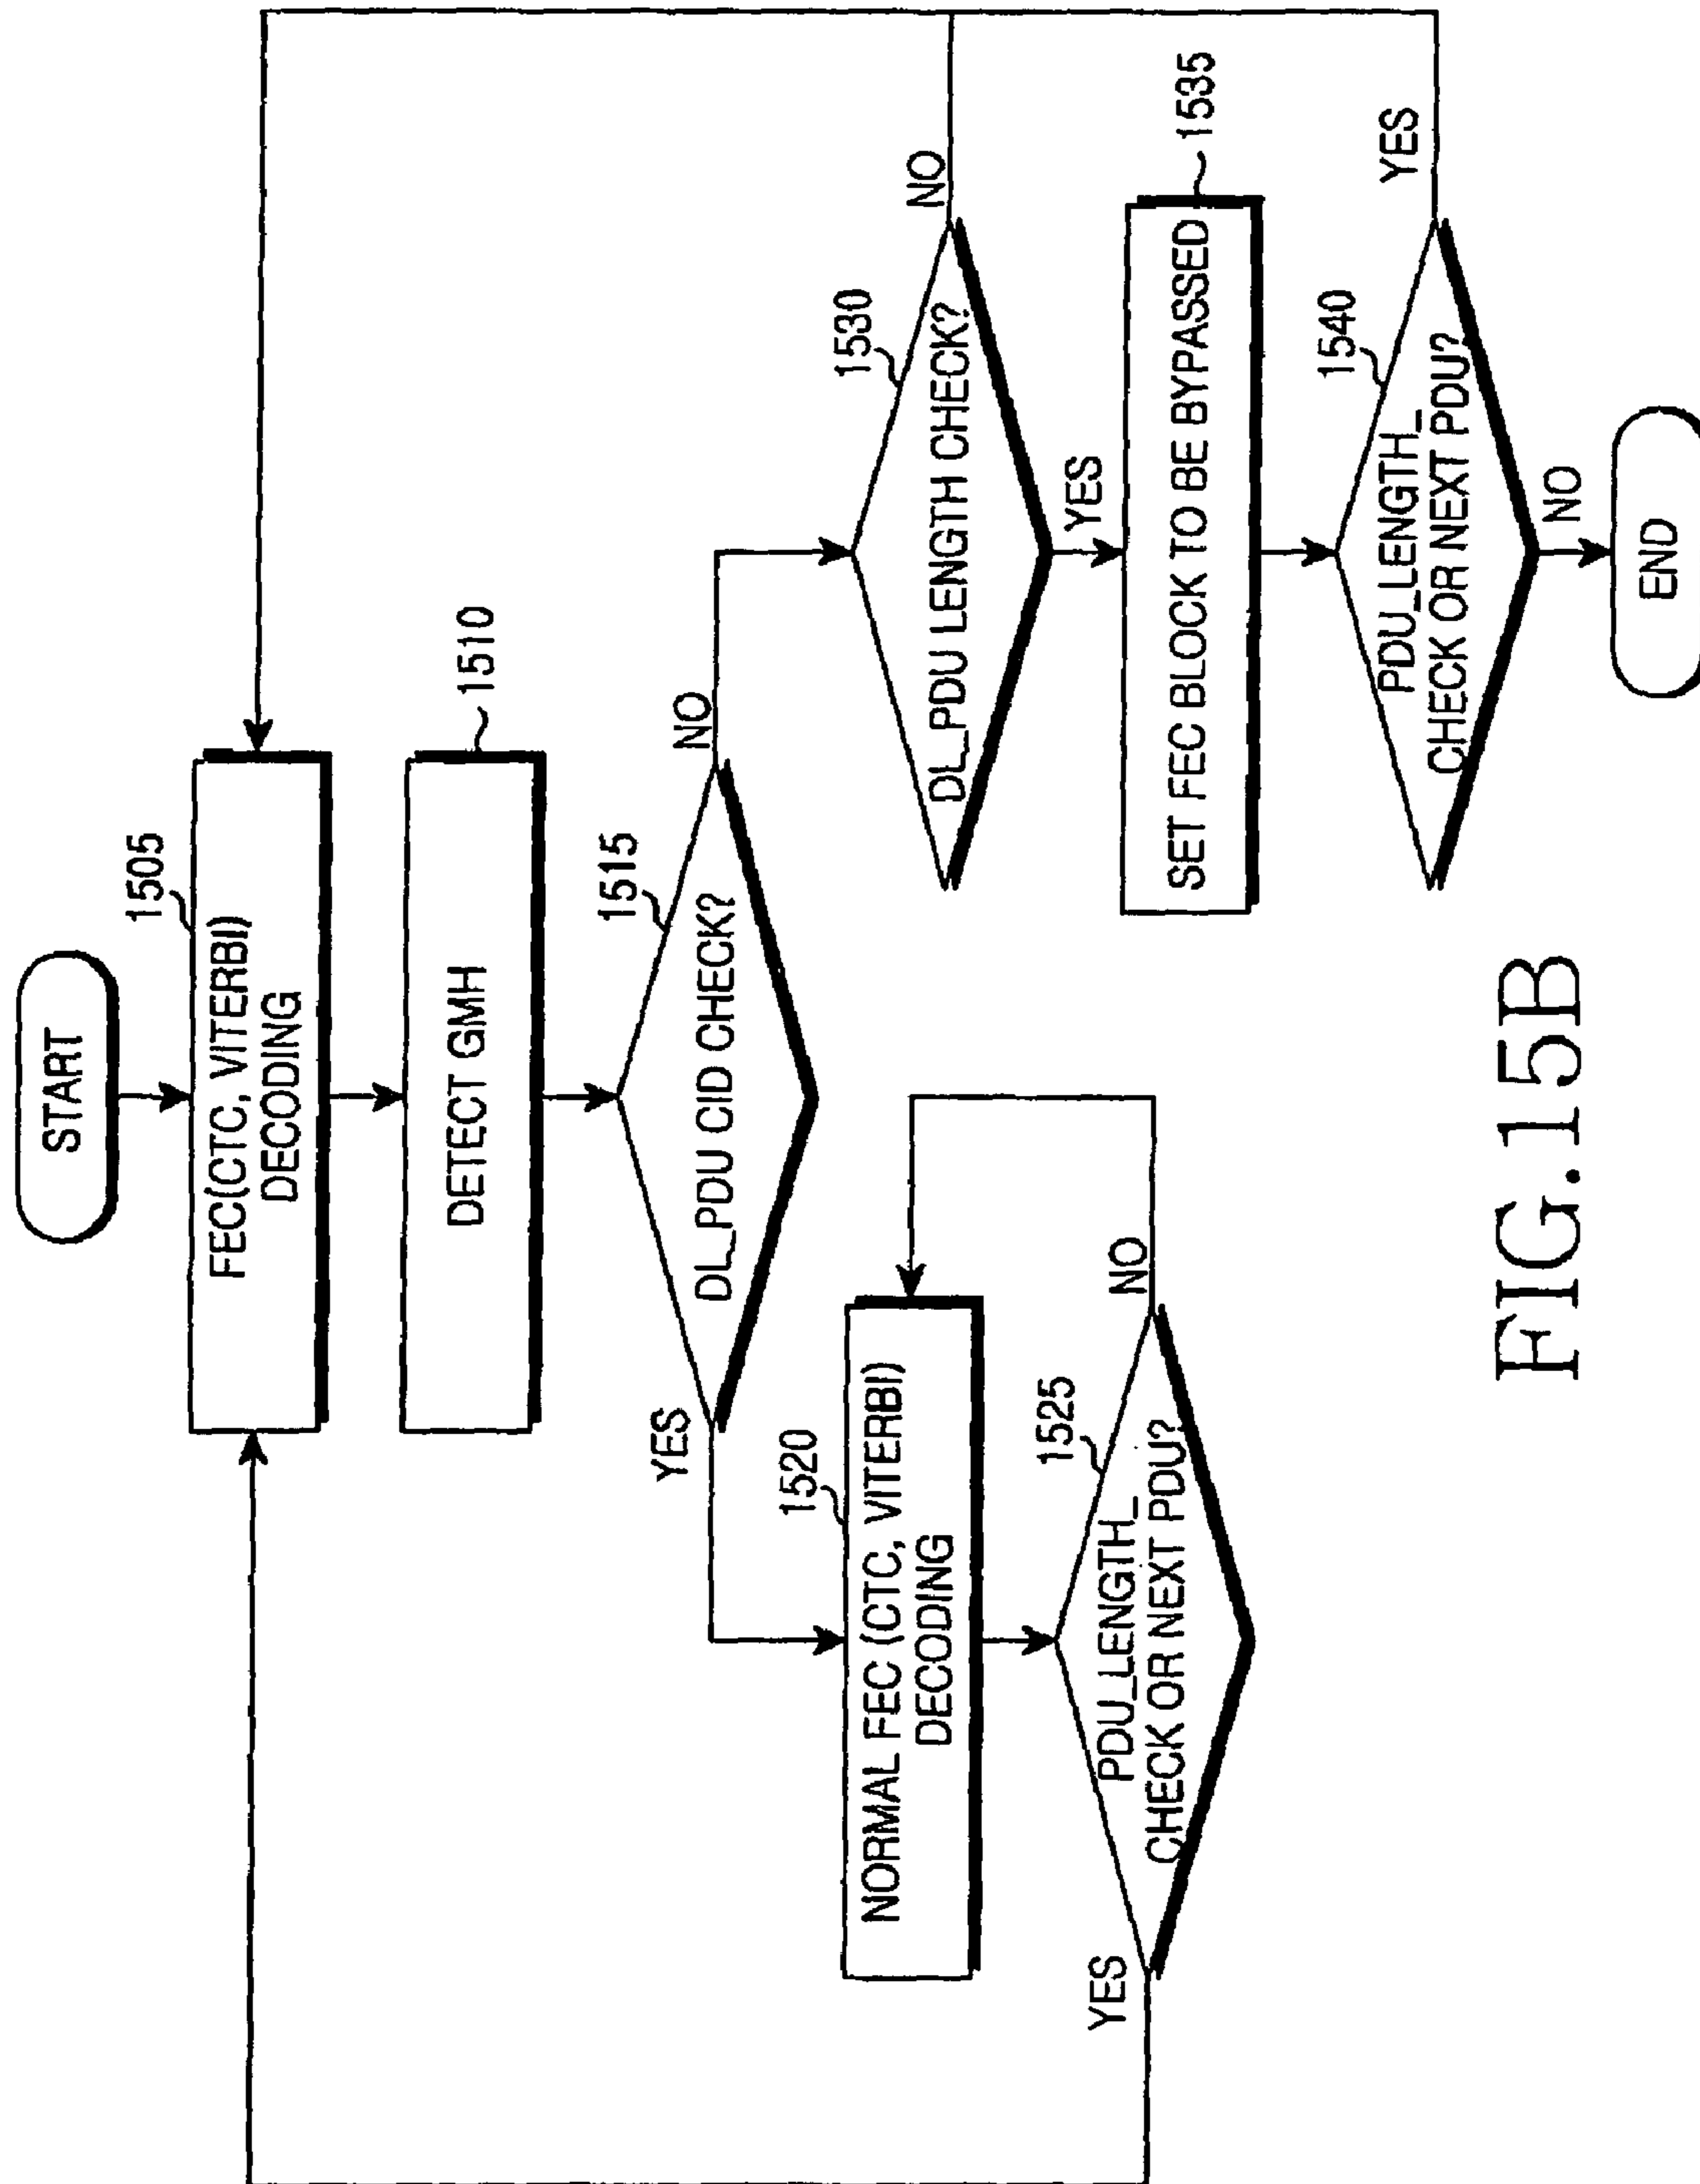 START
1505
FEC(CTC, VITERBI)
DECODING
DETECT GMH
1510
1515
DL_PDU CID CHECK?
YES
NO
1520
NORMAL FEC (CTC, VITERBI)
DECODING
1525
PDU_LENGTH_
CHECK OR NEXT PDU?
YES
NO
1530
DL_PDU LENGTH CHECK?
NO
YES
SET FEC BLOCK TO BE BYPASSED
1535
1540
PDU_LENGTH_
CHECK OR NEXT PDU?
YES
NO
END
FIG.15B